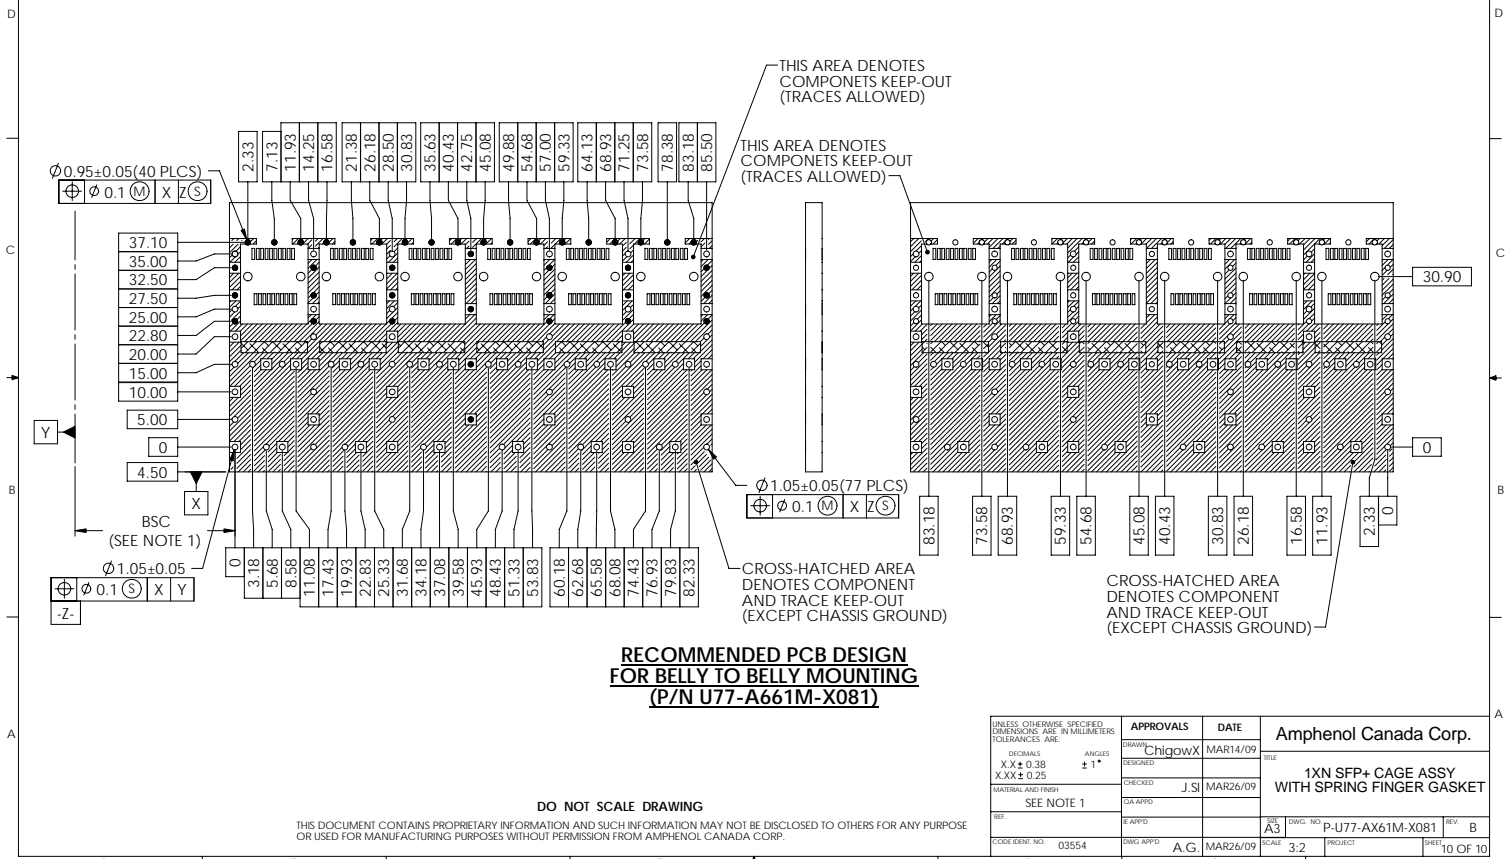 D
D
THIS AREA DENOTES
COMPONETS KEEP-OUT
(TRACES ALLOWED)
THIS AREA DENOTES
COMPONETS KEEP-OUT
(TRACES ALLOWED)
Ø0.95±0.05(40 PLCS)
⌖ Ø 0.1 Ⓜ X ZⓈ
2.33
7.13
11.93
14.25
16.58
21.38
26.18
28.50
30.83
35.63
40.43
42.75
45.08
49.88
54.68
57.00
59.33
64.13
68.93
71.25
73.58
78.38
83.18
85.50
C
C
37.10
35.00
32.50
27.50
25.00
22.80
20.00
15.00
10.00
5.00
0
4.50
30.90
0
Y
X
B
B
BSC
(SEE NOTE 1)
Ø1.05±0.05
⌖ Ø 0.1 Ⓢ X Y
-Z-
Ø1.05±0.05(77 PLCS)
⌖ Ø 0.1 Ⓜ X ZⓈ
0
3.18
5.68
8.58
11.08
17.43
19.93
22.83
25.33
31.68
34.18
37.08
39.58
45.93
48.43
51.33
53.83
60.18
62.68
65.58
68.08
74.43
76.93
79.83
82.33
83.18
73.58
68.93
59.33
54.68
45.08
40.43
30.83
26.18
16.58
11.93
2.33
0
CROSS-HATCHED AREA
DENOTES COMPONENT
AND TRACE KEEP-OUT
(EXCEPT CHASSIS GROUND)
CROSS-HATCHED AREA
DENOTES COMPONENT
AND TRACE KEEP-OUT
(EXCEPT CHASSIS GROUND)
RECOMMENDED PCB DESIGN
FOR BELLY TO BELLY MOUNTING
(P/N U77-A661M-X081)
A
A
DO NOT SCALE DRAWING
THIS DOCUMENT CONTAINS PROPRIETARY INFORMATION AND SUCH INFORMATION MAY NOT BE DISCLOSED TO OTHERS FOR ANY PURPOSE
OR USED FOR MANUFACTURING PURPOSES WITHOUT PERMISSION FROM AMPHENOL CANADA CORP.
UNLESS OTHERWISE SPECIFIED
DIMENSIONS ARE IN MILLIMETERS
TOLERANCES ARE:
DECIMALS ANGLES
X.X± 0.38 ± 1°
X.XX± 0.25
MATERIAL AND FINISH
SEE NOTE 1
REF.
CODE IDENT. NO. 03554
APPROVALS DATE
DRAWN ChigowX MAR14/09
DESIGNED
CHECKED J.SI MAR26/09
QA APPD
IE APP'D
DWG APP'D A.G. MAR26/09
Amphenol Canada Corp.
TITLE
1XN SFP+ CAGE ASSY
WITH SPRING FINGER GASKET
SIZE A3 DWG. NO. P-U77-AX61M-X081 REV. B
SCALE 3:2 PROJECT SHEET 10 OF 10